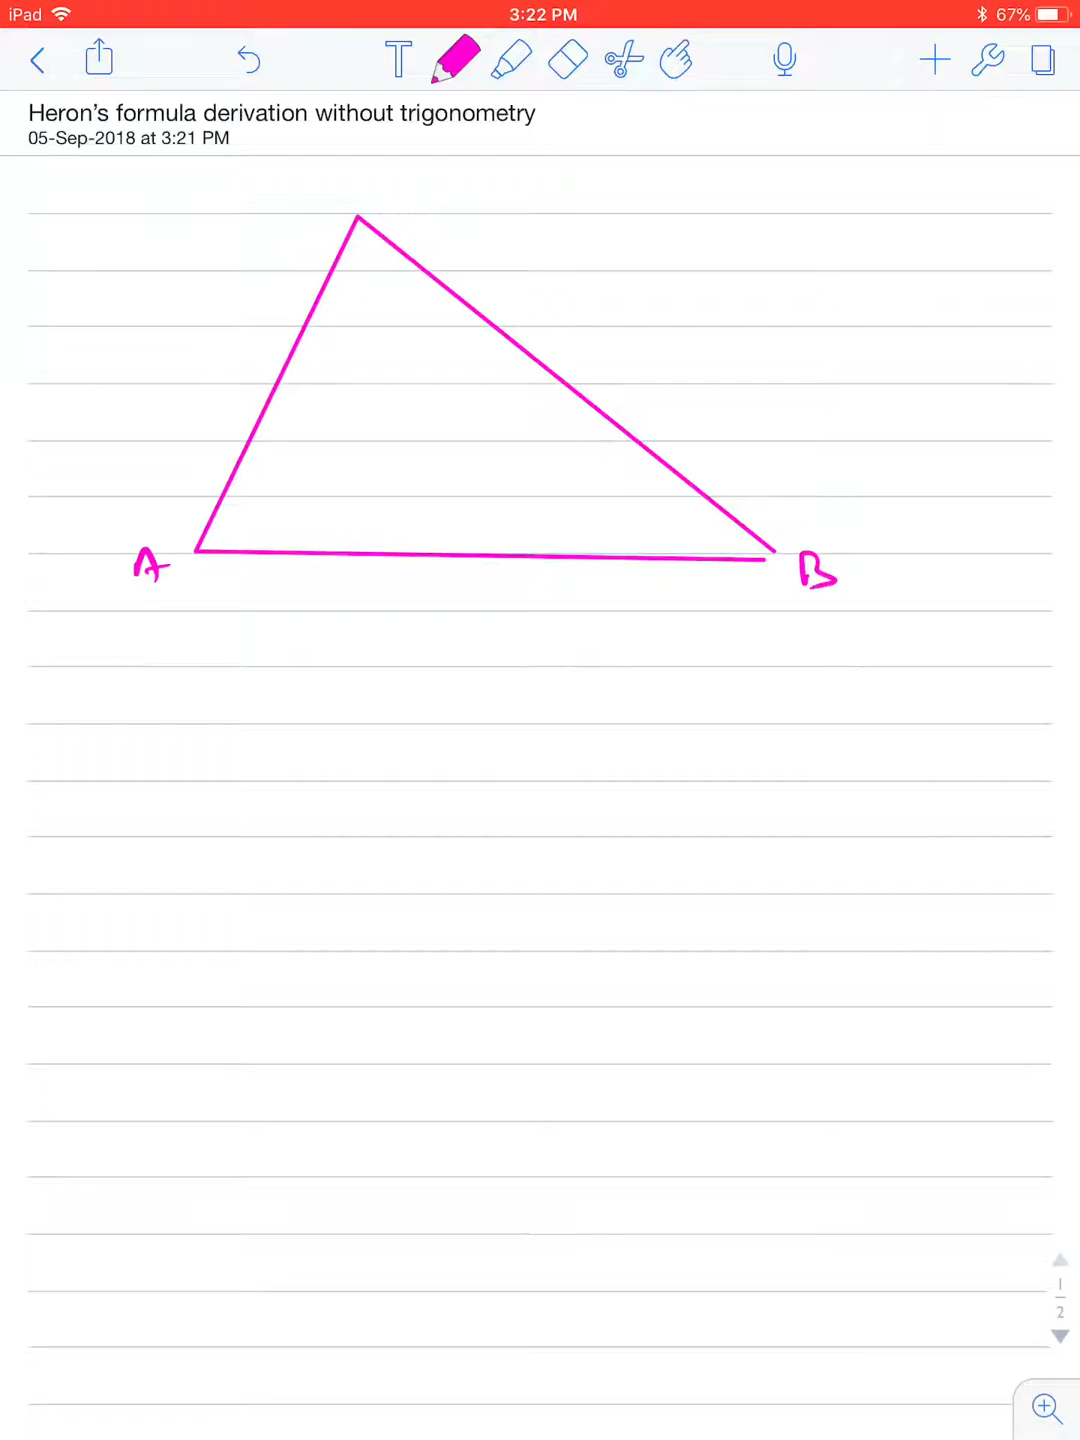 iPad 3:22 PM 67%
T
Heron's formula derivation without trigonometry
05-Sep-2018 at 3:21 PM
A B
1
2